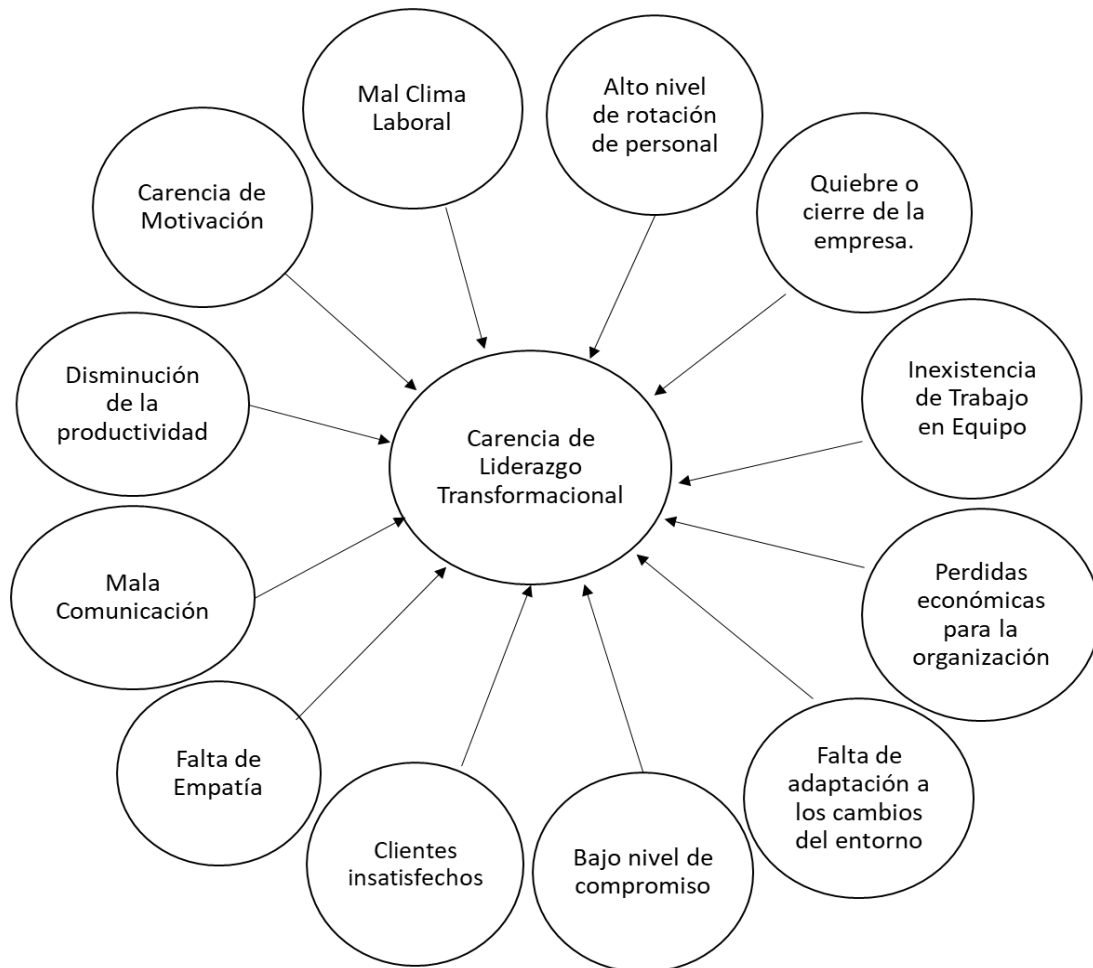 Mal Clima
Laboral
Alto nivel
de rotación
de personal
Quiebre o
cierre de la
empresa.
Inexistencia
de Trabajo
en Equipo
Perdidas
económicas
para la
organización
Falta de
adaptación a
los cambios
del entorno
Bajo nivel de
compromiso
Clientes
insatisfechos
Falta de
Empatía
Mala
Comunicación
Disminución
de la
productividad
Carencia de
Motivación
Carencia de
Liderazgo
Transformacional